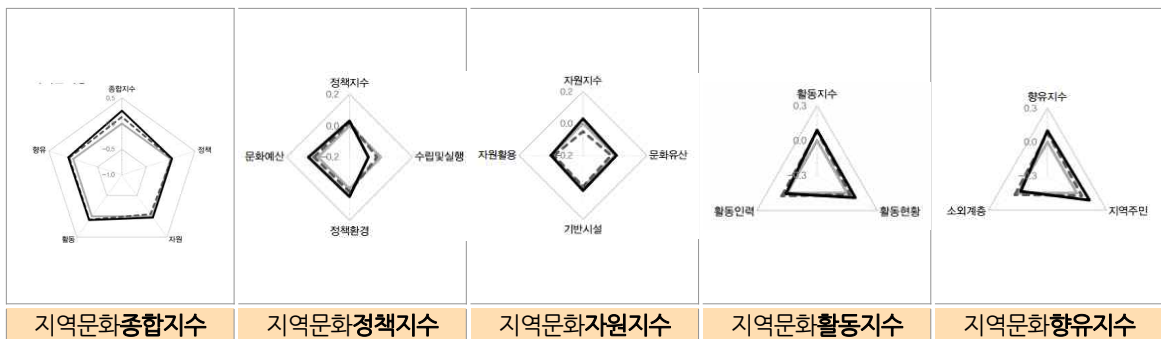 종합지수
0.5
정책
자원
활동
향유
-0.5
-1.0
지역문화종합지수
정책지수
0.2
0.0
-0.2
문화예산
수립및실행
정책환경
지역문화정책지수
자원지수
0.2
0.0
-0.2
자원활용
문화유산
기반시설
지역문화자원지수
활동지수
0.3
0.0
-0.3
활동인력
활동현황
지역문화활동지수
향유지수
0.3
0.0
-0.3
소외계층
지역주민
지역문화향유지수